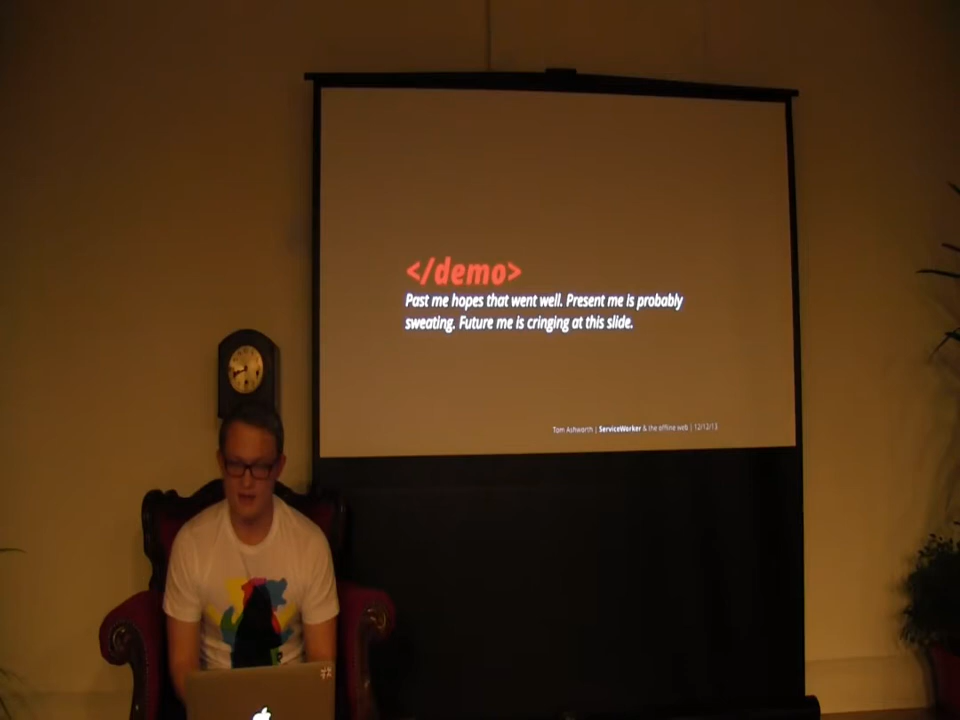 </demo>
Past me hopes that went well. Present me is probably
sweating. Future me is cringing at this slide.
Tom Ashworth | ServiceWorker & the offline web | 12/12/13